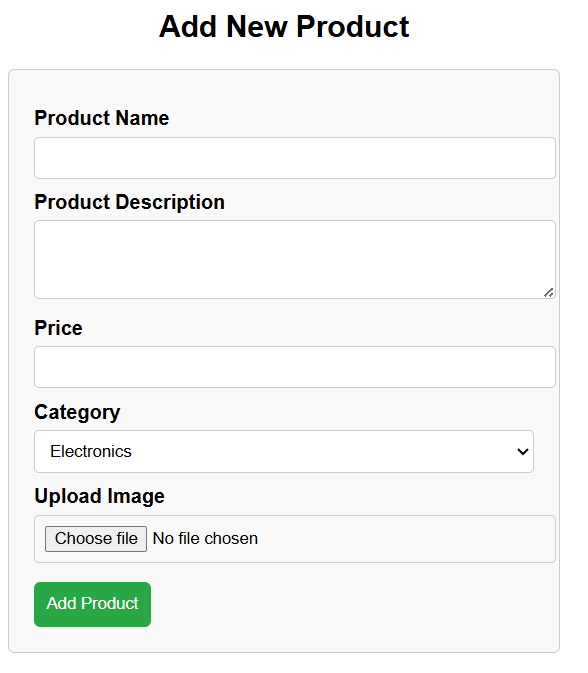 Add New Product
Product Name
Product Description
Price
Category
Electronics
Upload Image
Choose file No file chosen
Add Product